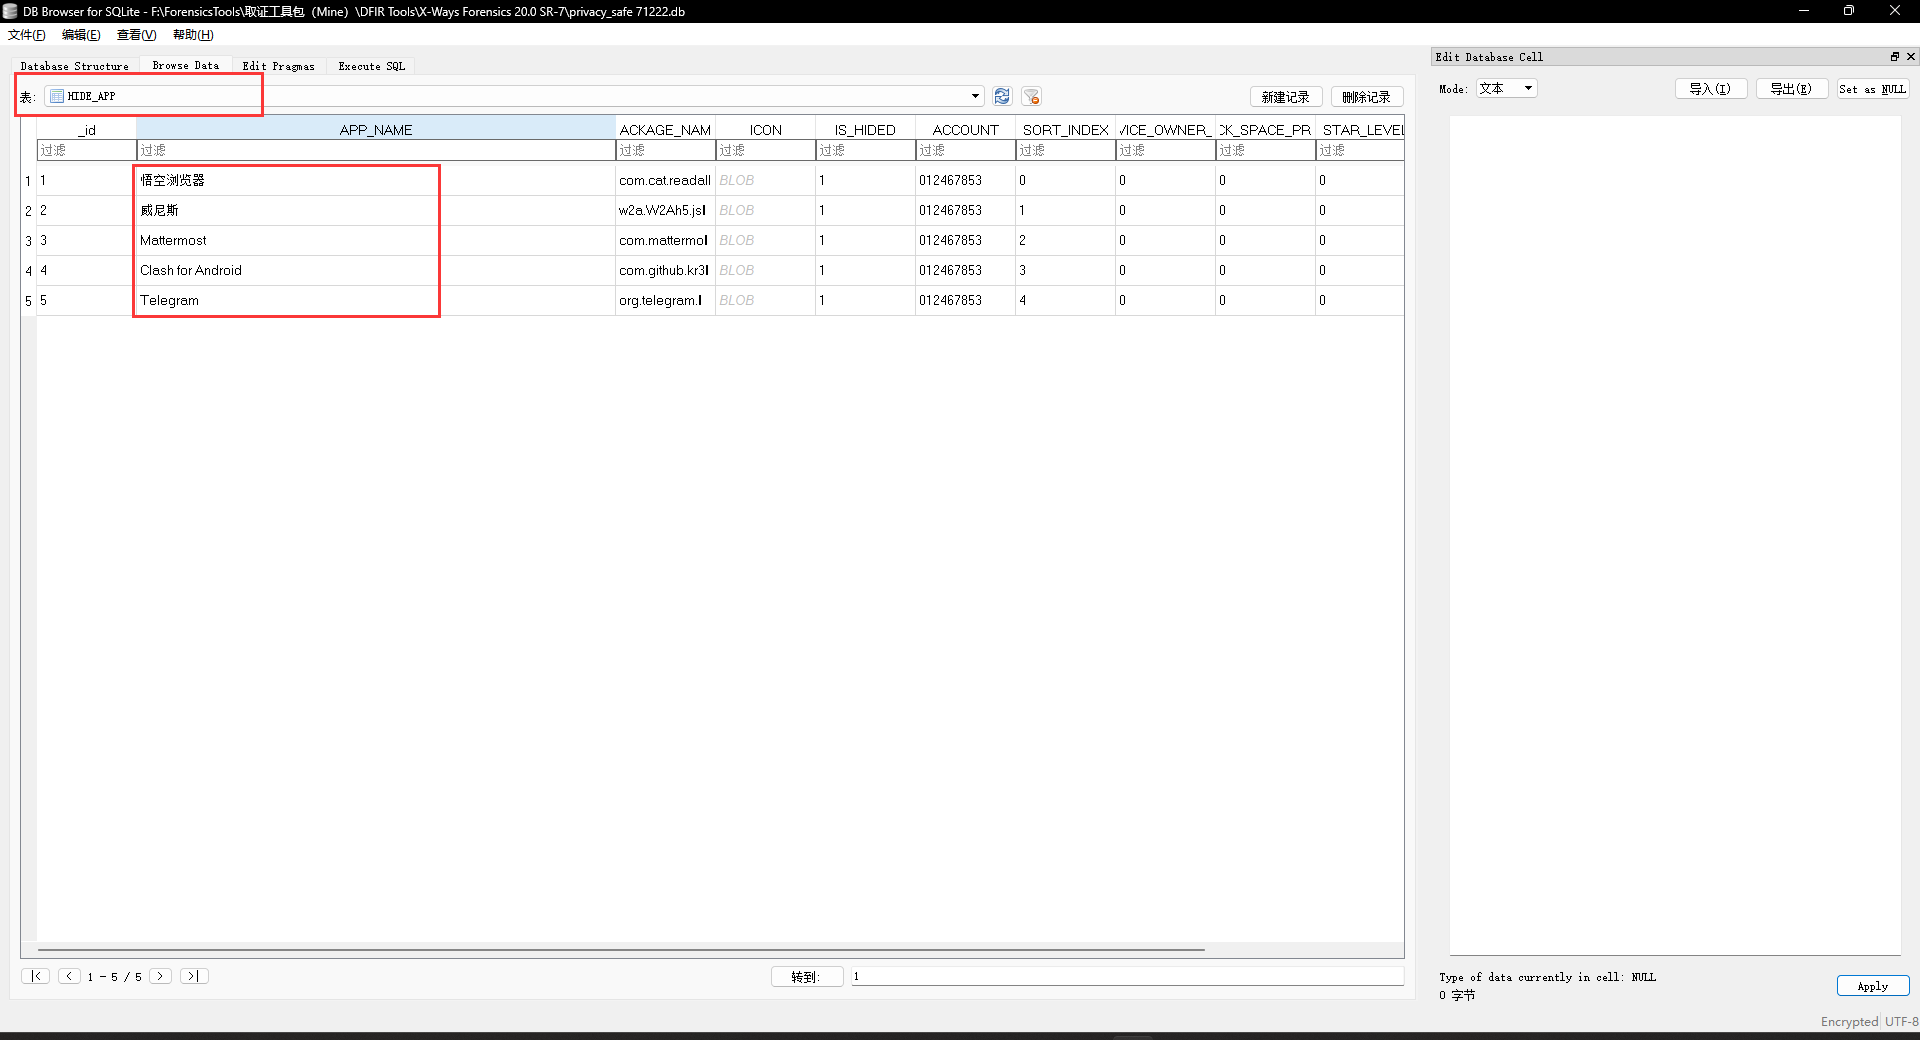 DB Browser for SQLite - F:\ForensicsTools\取证工具包（Mine）\DFIR Tools\X-Ways Forensics 20.0 SR-7\privacy_safe 71222.db
文件(F) 编辑(E) 查看(V) 帮助(H)
Database Structure Browse Data Edit Pragmas Execute SQL
表: HIDE_APP 新建记录 删除记录
_id APP_NAME ACKAGE_NAM ICON IS_HIDED ACCOUNT SORT_INDEX VICE_OWNER_ CK_SPACE_PR STAR_LEVEL
过滤 过滤 过滤 过滤 过滤 过滤 过滤 过滤 过滤 过滤
1 1 悟空浏览器 com.cat.readall BLOB 1 012467853 0 0 0 0
2 2 威尼斯 w2a.W2Ah5.jsl BLOB 1 012467853 1 0 0 0
3 3 Mattermost com.mattermol BLOB 1 012467853 2 0 0 0
4 4 Clash for Android com.github.kr3l BLOB 1 012467853 3 0 0 0
5 5 Telegram org.telegram.l BLOB 1 012467853 4 0 0 0
1 - 5 / 5 转到: 1
Edit Database Cell
Mode: 文本 导入(I) 导出(E) Set as NULL
Type of data currently in cell: NULL
0 字节
Apply
Encrypted UTF-8